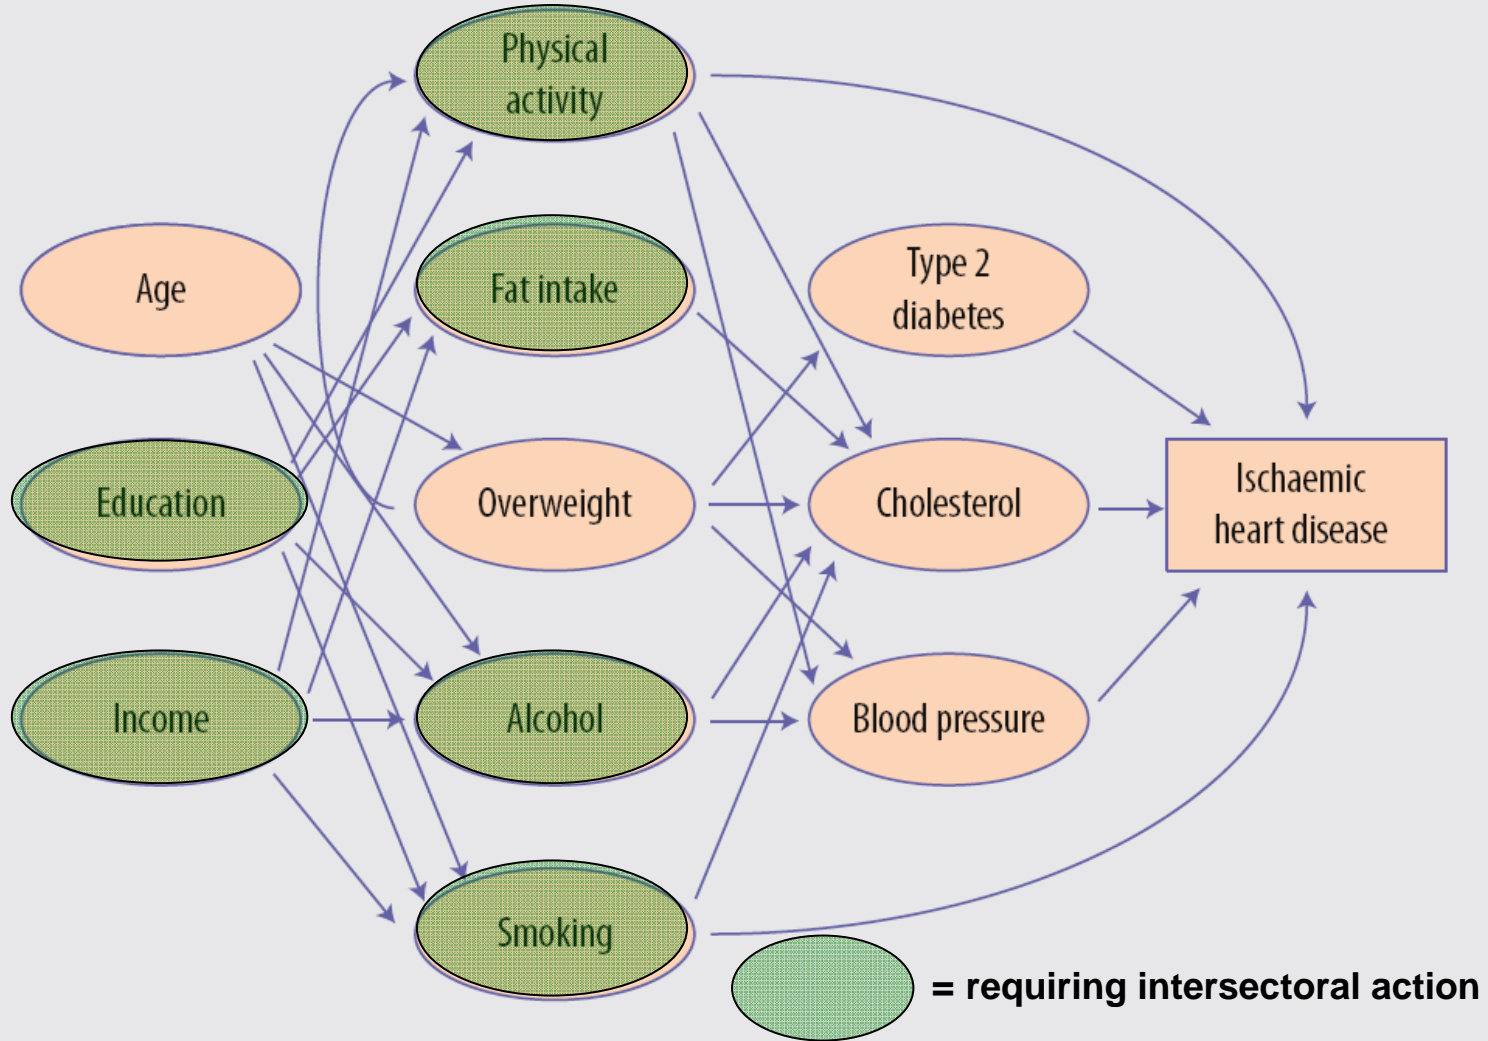 Physical
activity
Age
Fat intake
Type 2
diabetes
Education
Overweight
Cholesterol
Ischaemic
heart disease
Income
Alcohol
Blood pressure
Smoking
= requiring intersectoral action